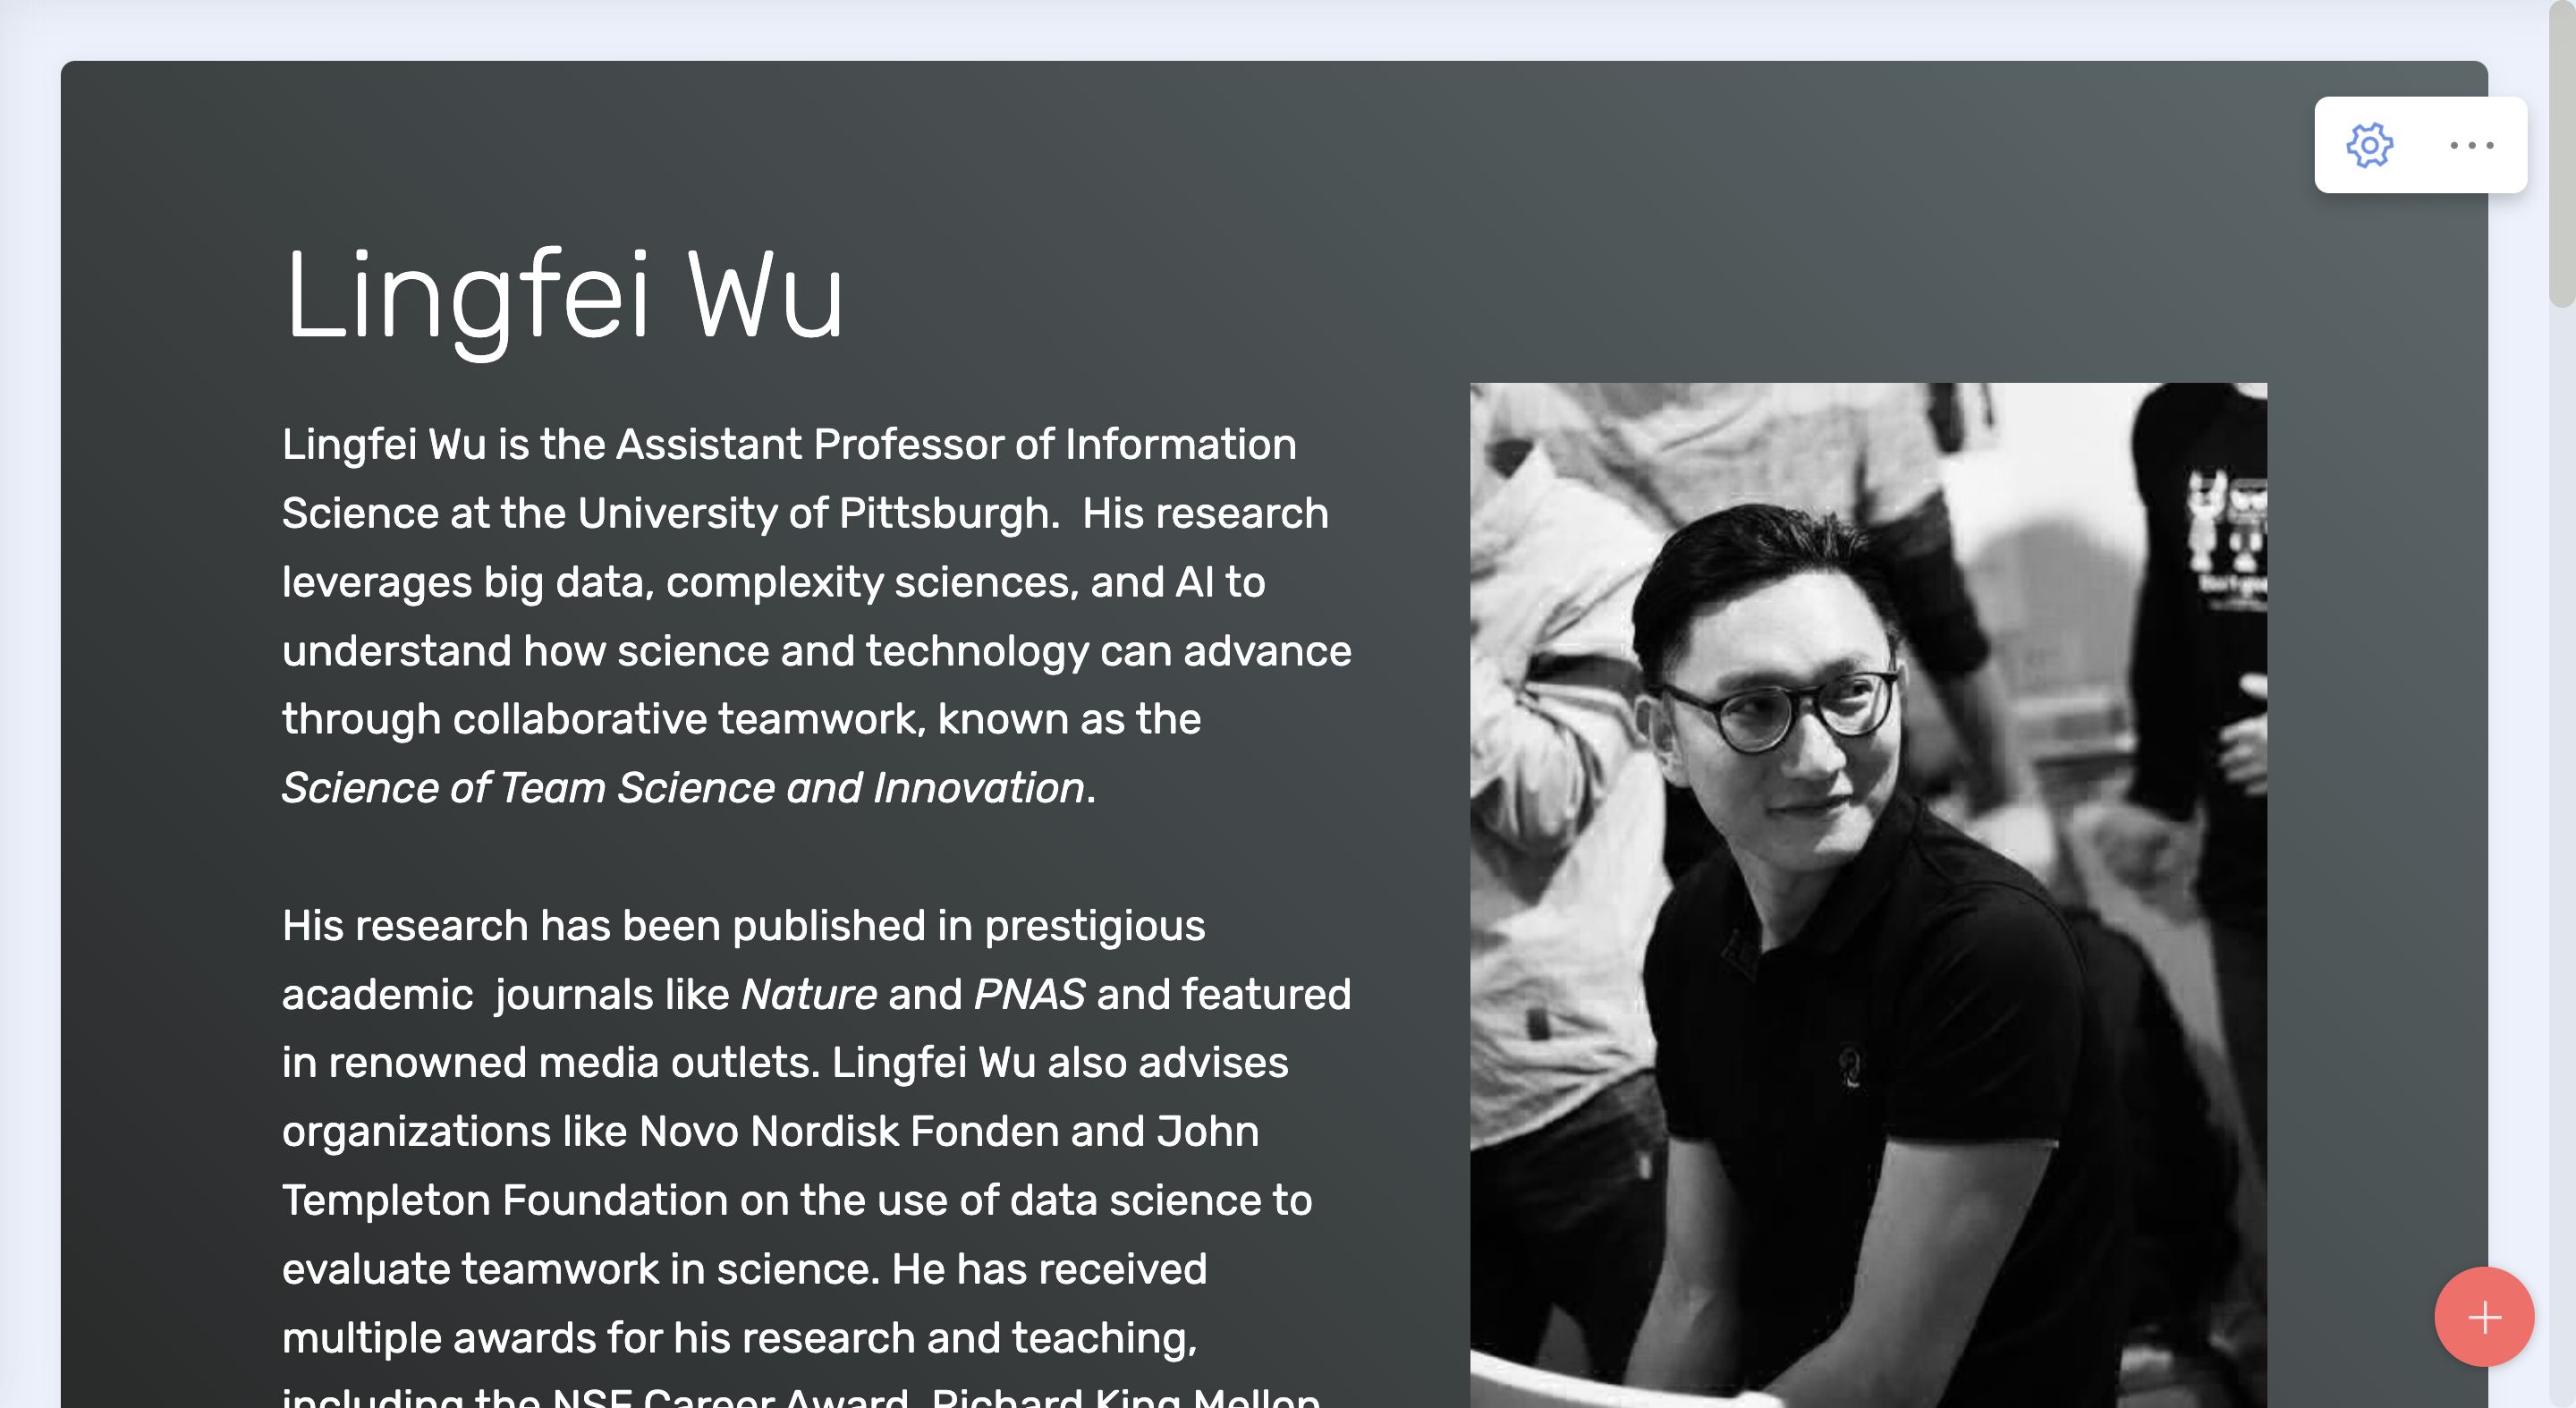 Lingfei Wu
Lingfei Wu is the Assistant Professor of Information
Science at the University of Pittsburgh.  His research
leverages big data, complexity sciences, and AI to
understand how science and technology can advance
through collaborative teamwork, known as the
Science of Team Science and Innovation.
His research has been published in prestigious
academic  journals like Nature and PNAS and featured
in renowned media outlets. Lingfei Wu also advises
organizations like Novo Nordisk Fonden and John
Templeton Foundation on the use of data science to
evaluate teamwork in science. He has received
multiple awards for his research and teaching,
including the NSF Career Award, Richard King Mellon